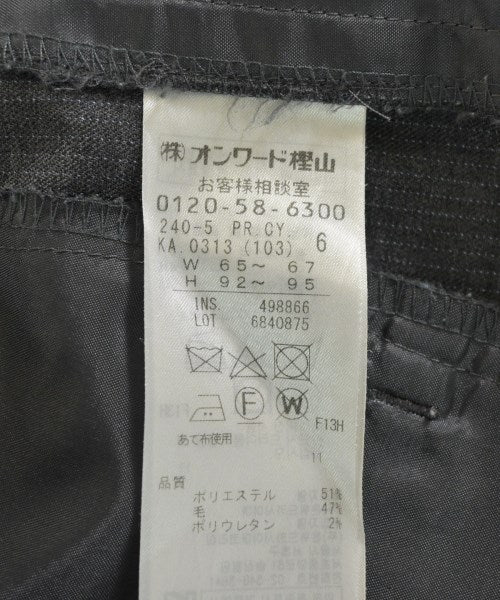 ㈱オンワード樫山
お客様相談室
0120-58-6300
240-5 PR.CY.
KA.0313 (103) 6
W 65〜 67
H 92〜 95
INS. 498866
LOT 6840875
F W
F13H
あて布使用
11
品質
ポリエステル 51%
毛 47%
ポリウレタン 2%